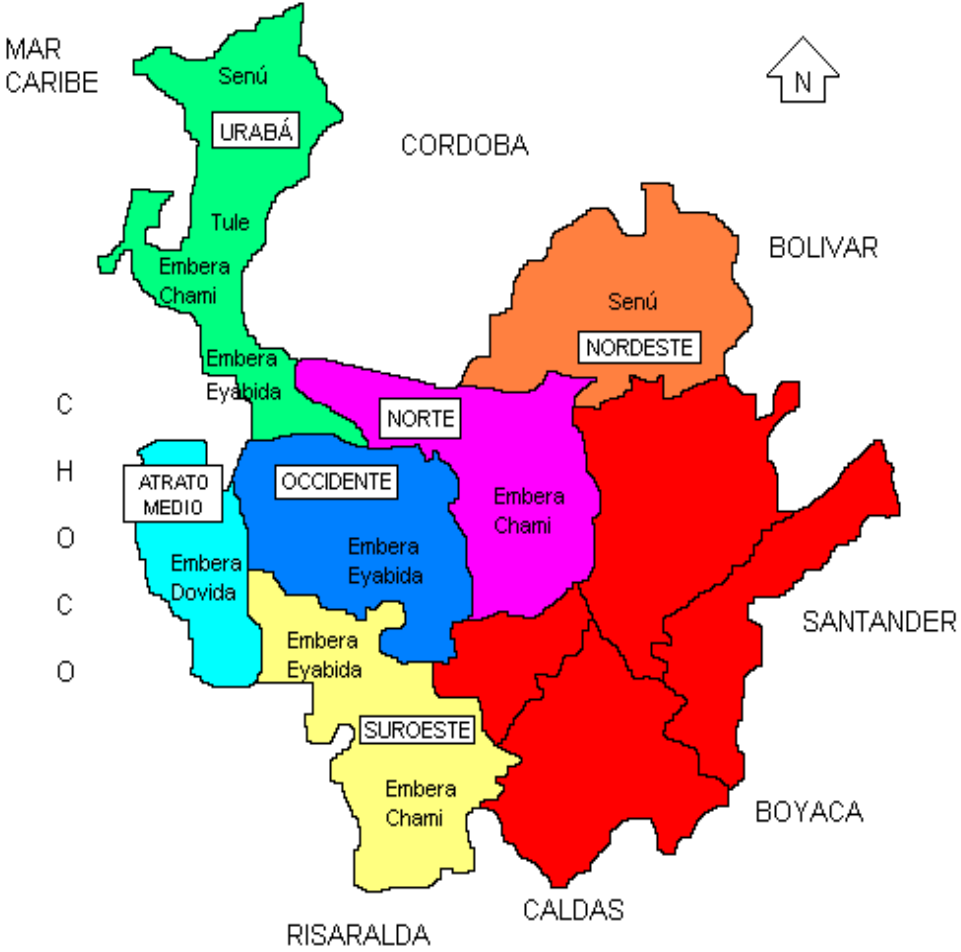 MAR
CARIBE
Senú
N
URABÁ
CORDOBA
Tule
BOLIVAR
Embera
Chami
Senú
NORDESTE
Embera
Eyabida
C
H
O
C
O
NORTE
ATRATO
MEDIO
OCCIDENTE
Embera
Chami
Embera
Dovida
Embera
Eyabida
SANTANDER
Embera
Eyabida
SUROESTE
Embera
Chami
BOYACA
CALDAS
RISARALDA